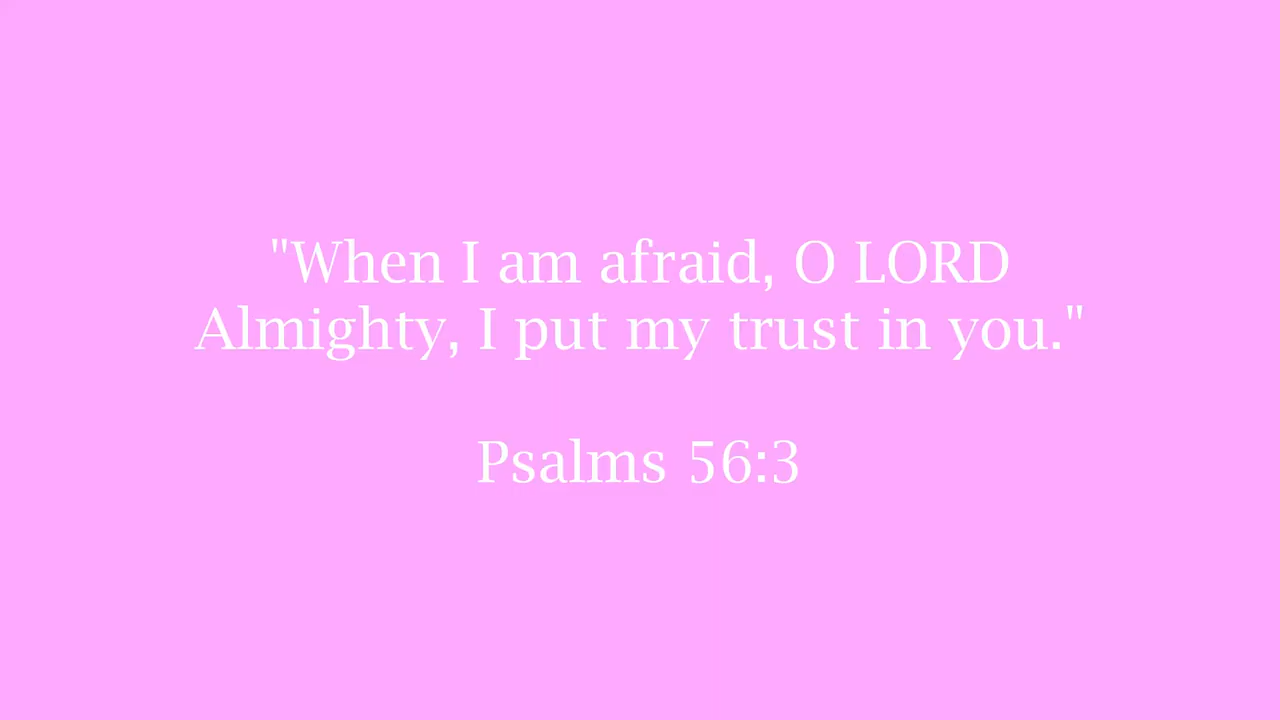 "When I am afraid, O LORD
Almighty, I put my trust in you."
Psalms 56:3